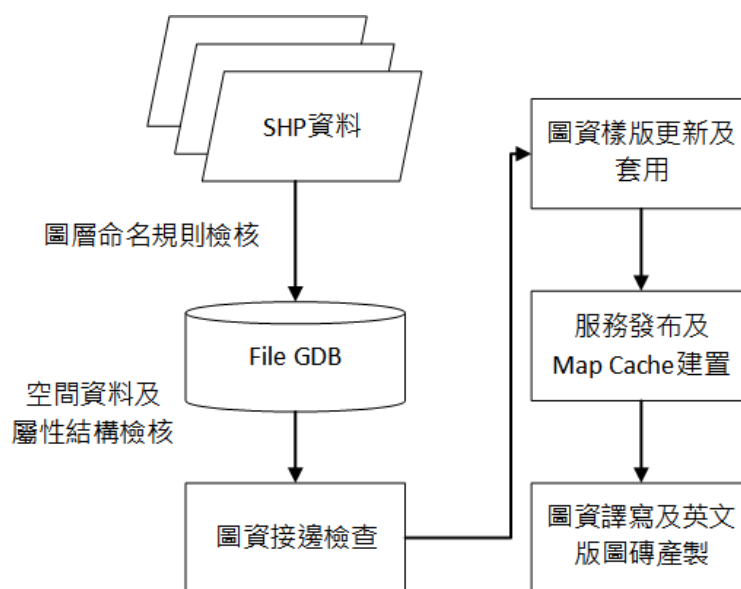 SHP資料
圖層命名規則檢核
File GDB
空間資料及
屬性結構檢核
圖資接邊檢查
圖資樣版更新及
套用
服務發布及
Map Cache建置
圖資譯寫及英文
版圖磚產製